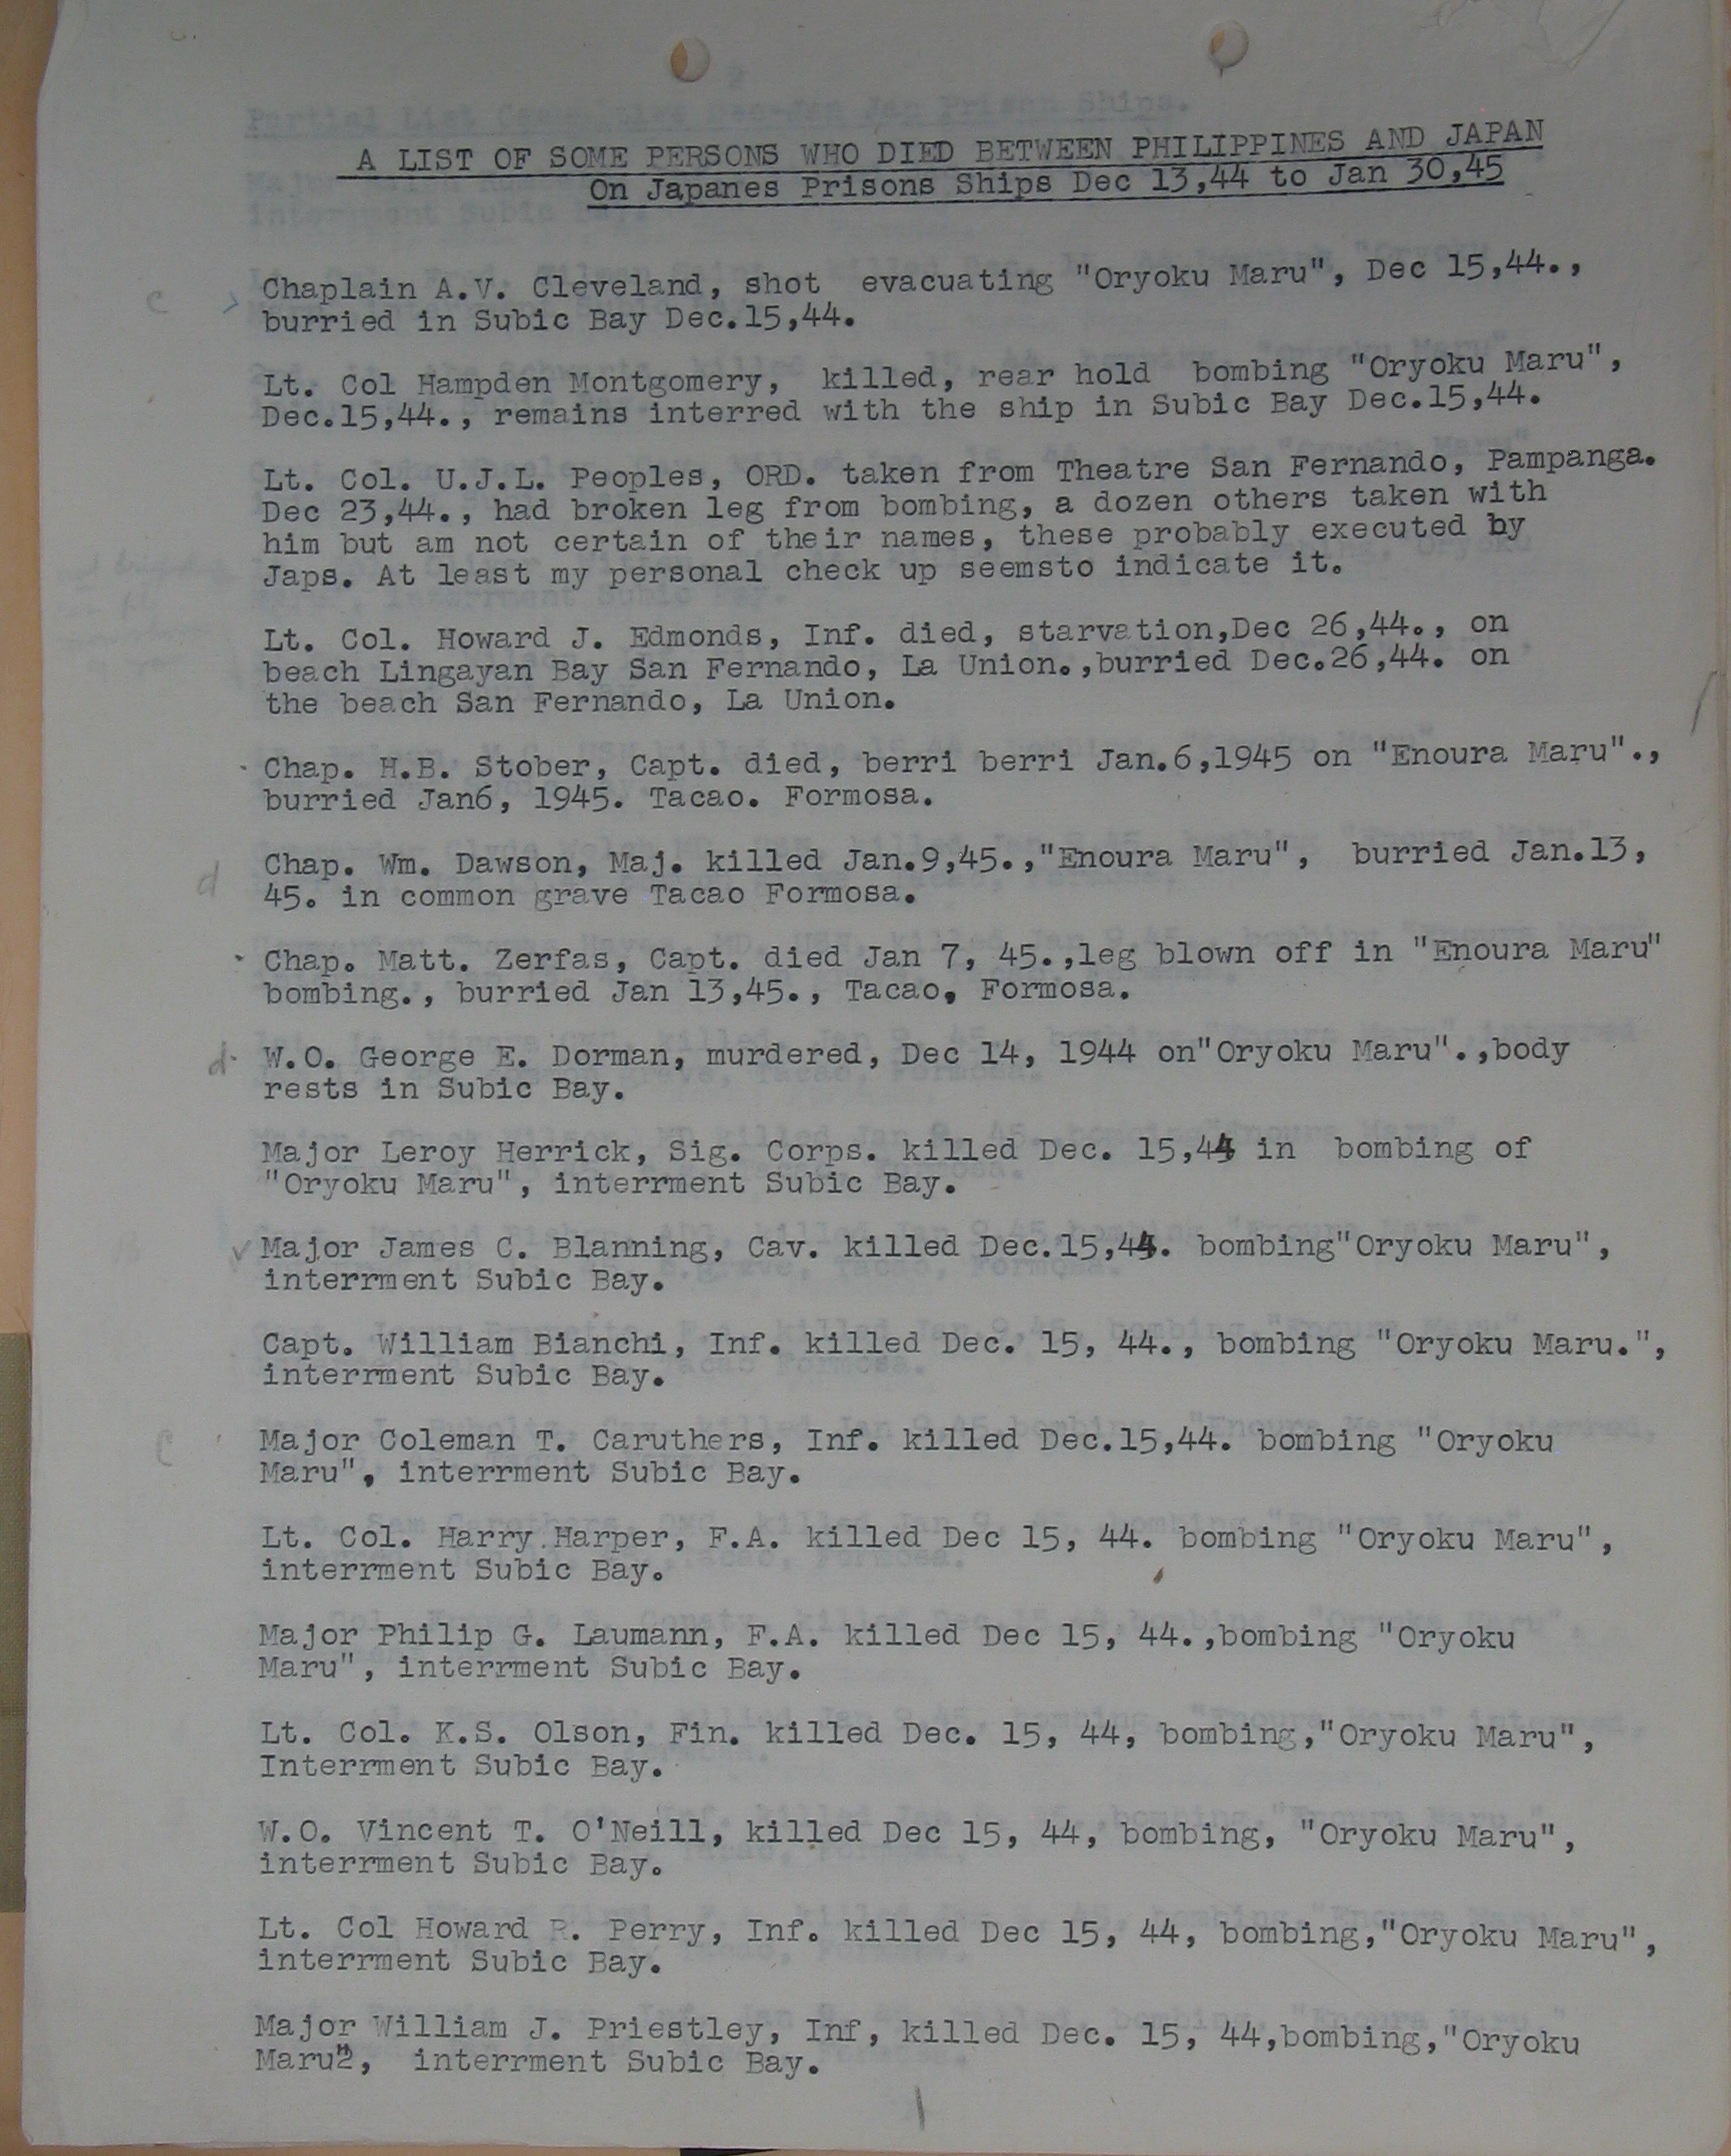 A LIST OF SOME PERSONS WHO DIED BETWEEN PHILIPPINES AND JAPAN
On Japanes Prisons Ships Dec 13,44 to Jan 30,45
c > Chaplain A.V. Cleveland, shot evacuating "Oryoku Maru", Dec 15,44.,
burried in Subic Bay Dec.15,44.
Lt. Col Hampden Montgomery, killed, rear hold bombing "Oryoku Maru",
Dec.15,44., remains interred with the ship in Subic Bay Dec.15,44.
Lt. Col. U.J.L. Peoples, ORD. taken from Theatre San Fernando, Pampanga.
Dec 23,44., had broken leg from bombing, a dozen others taken with
him but am not certain of their names, these probably executed by
Japs. At least my personal check up seemsto indicate it.
Lt. Col. Howard J. Edmonds, Inf. died, starvation,Dec 26,44., on
beach Lingayan Bay San Fernando, La Union.,burried Dec.26,44. on
the beach San Fernando, La Union.
Chap. H.B. Stober, Capt. died, berri berri Jan.6,1945 on "Enoura Maru".,
burried Jan6, 1945. Tacao. Formosa.
d Chap. Wm. Dawson, Maj. killed Jan.9,45.,"Enoura Maru", burried Jan.13,
45. in common grave Tacao Formosa.
Chap. Matt. Zerfas, Capt. died Jan 7, 45.,leg blown off in "Enoura Maru"
bombing., burried Jan 13,45., Tacao, Formosa.
d W.O. George E. Dorman, murdered, Dec 14, 1944 on"Oryoku Maru".,body
rests in Subic Bay.
Major Leroy Herrick, Sig. Corps. killed Dec. 15,44 in bombing of
"Oryoku Maru", interrment Subic Bay.
✓ Major James C. Blanning, Cav. killed Dec.15,44. bombing"Oryoku Maru",
interrment Subic Bay.
Capt. William Bianchi, Inf. killed Dec. 15, 44., bombing "Oryoku Maru.",
interrment Subic Bay.
C Major Coleman T. Caruthers, Inf. killed Dec.15,44. bombing "Oryoku
Maru", interrment Subic Bay.
Lt. Col. Harry Harper, F.A. killed Dec 15, 44. bombing "Oryoku Maru",
interrment Subic Bay.
Major Philip G. Laumann, F.A. killed Dec 15, 44.,bombing "Oryoku
Maru", interrment Subic Bay.
Lt. Col. K.S. Olson, Fin. killed Dec. 15, 44, bombing,"Oryoku Maru",
Interrment Subic Bay.
W.O. Vincent T. O'Neill, killed Dec 15, 44, bombing, "Oryoku Maru",
interrment Subic Bay.
Lt. Col Howard R. Perry, Inf. killed Dec 15, 44, bombing,"Oryoku Maru",
interrment Subic Bay.
Major William J. Priestley, Inf, killed Dec. 15, 44,bombing,"Oryoku
Maru", interrment Subic Bay.
1